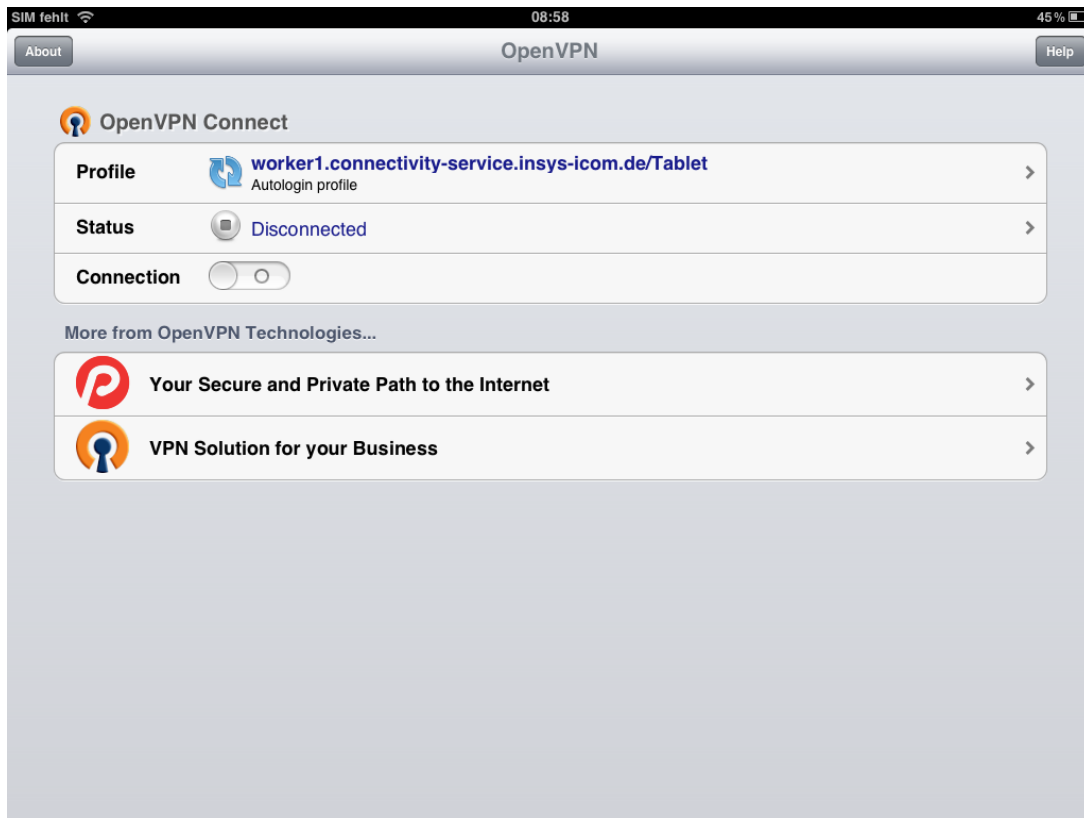 SIM fehlt 08:58 45 %
About OpenVPN Help
OpenVPN Connect
Profile worker1.connectivity-service.insys-icom.de/Tablet
Autologin profile
Status Disconnected
Connection
More from OpenVPN Technologies...
Your Secure and Private Path to the Internet
VPN Solution for your Business